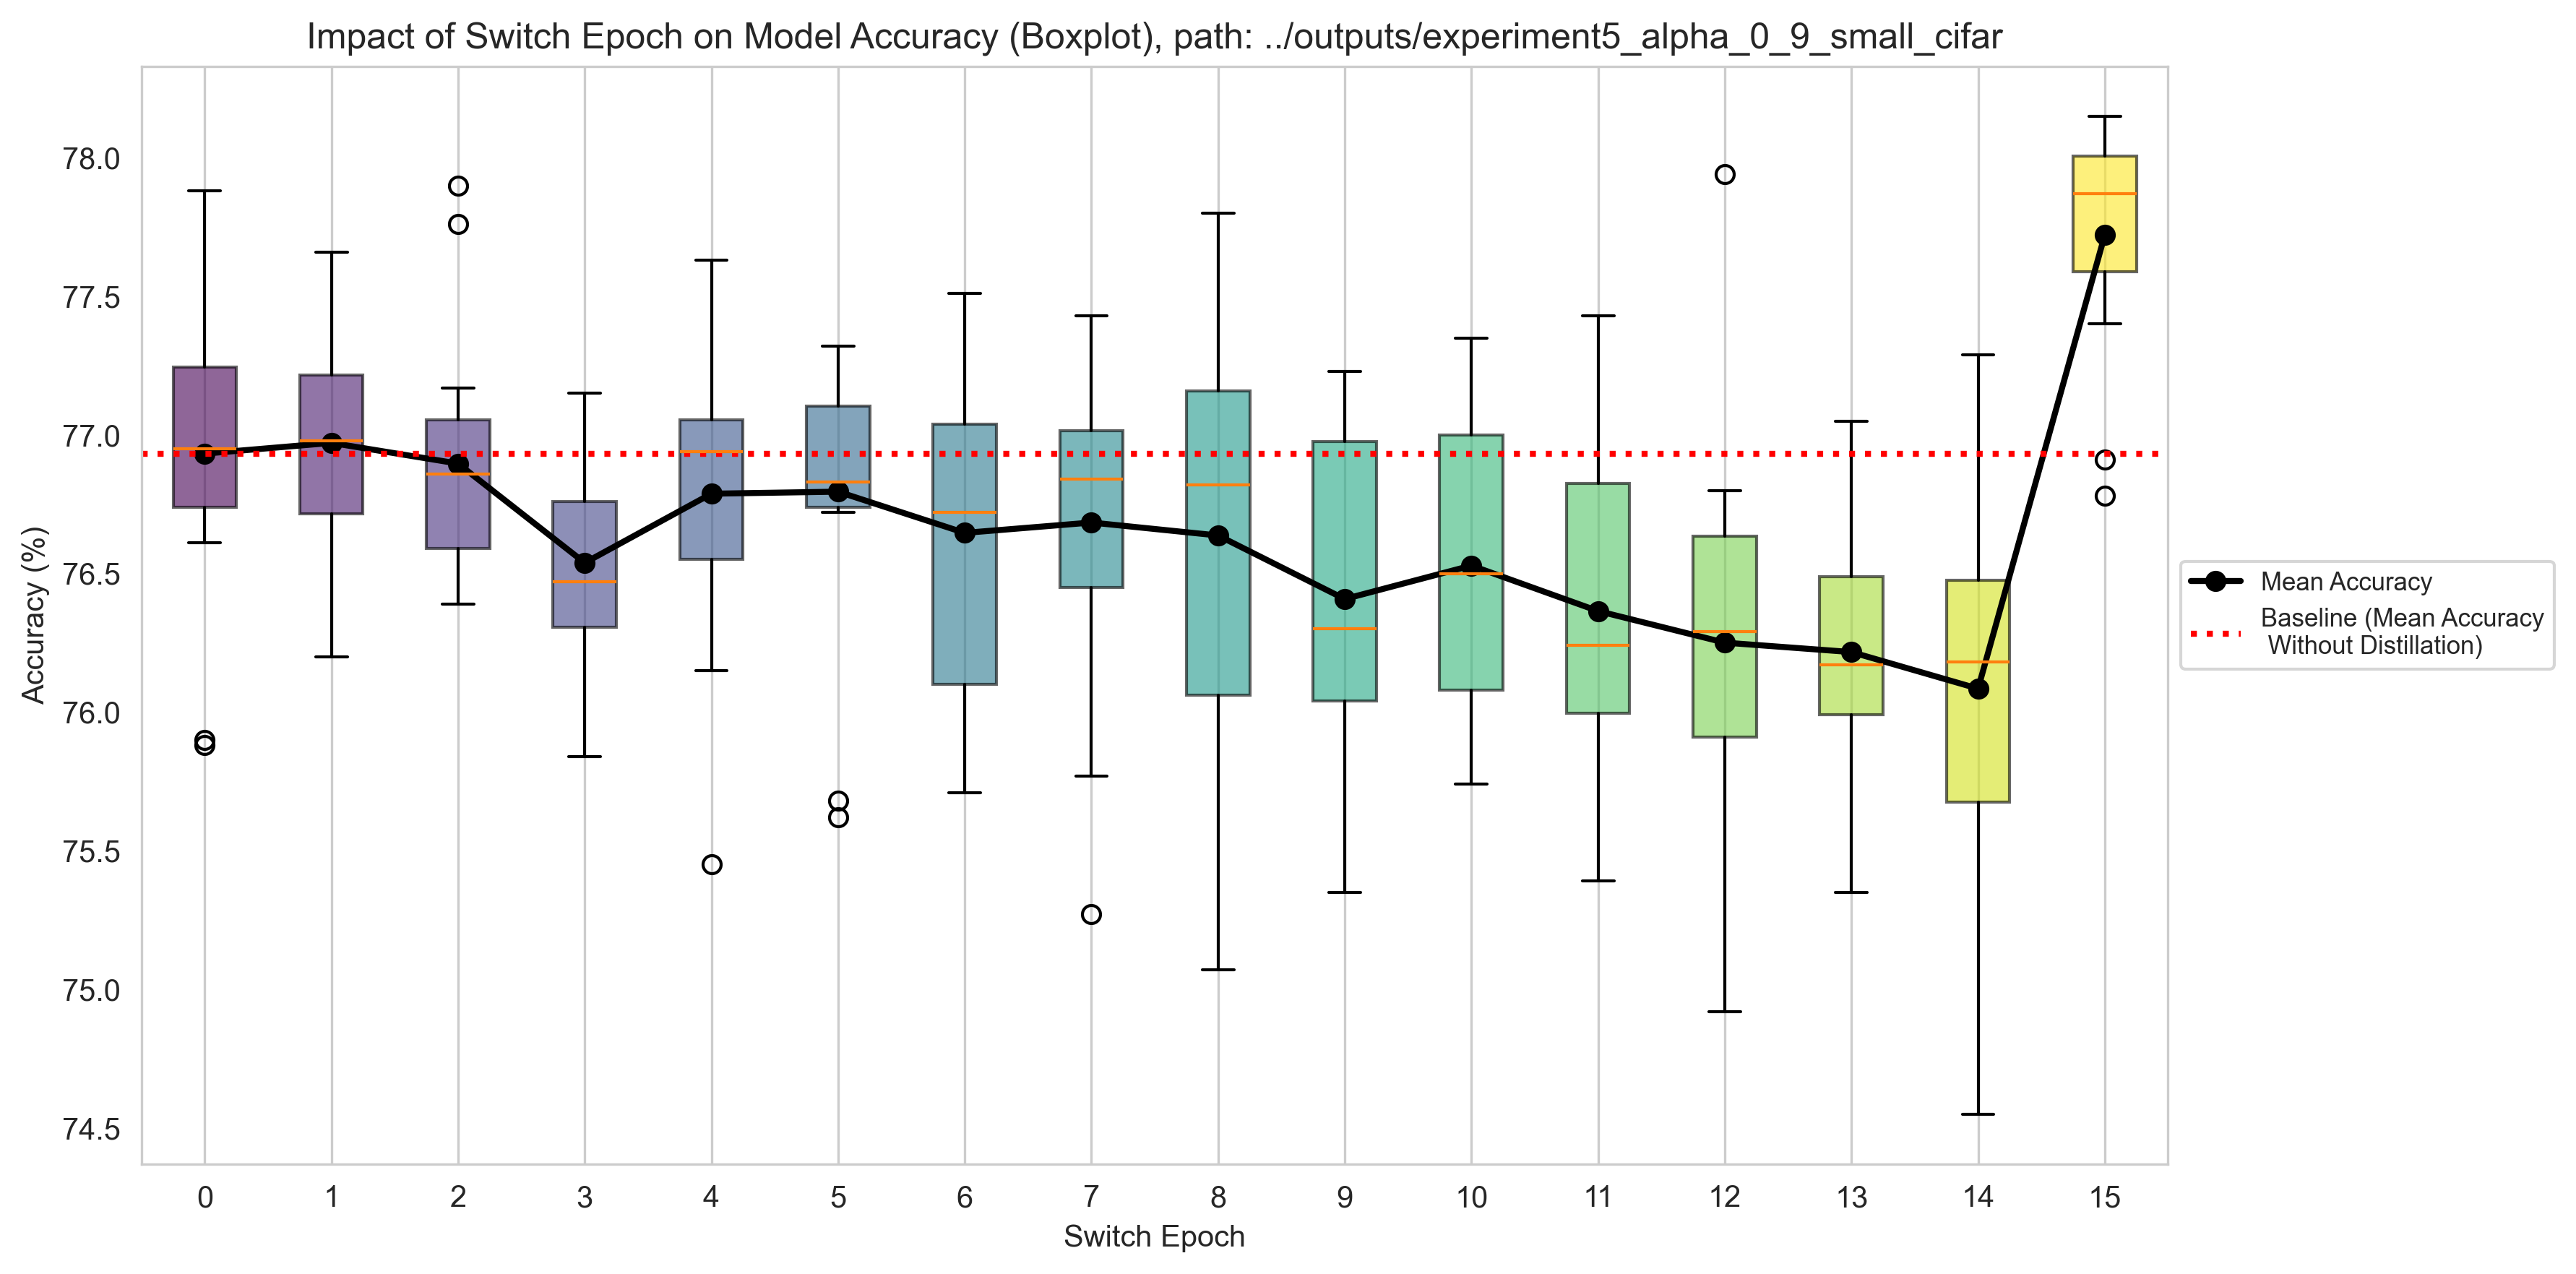 Impact of Switch Epoch on Model Accuracy (Boxplot), path: ../outputs/experiment5_alpha_0_9_small_cifar
78.0
77.5
77.0
76.5
76.0
75.5
75.0
74.5
Accuracy (%)
0 1 2 3 4 5 6 7 8 9 10 11 12 13 14 15
Switch Epoch
Mean Accuracy
Baseline (Mean Accuracy
Without Distillation)